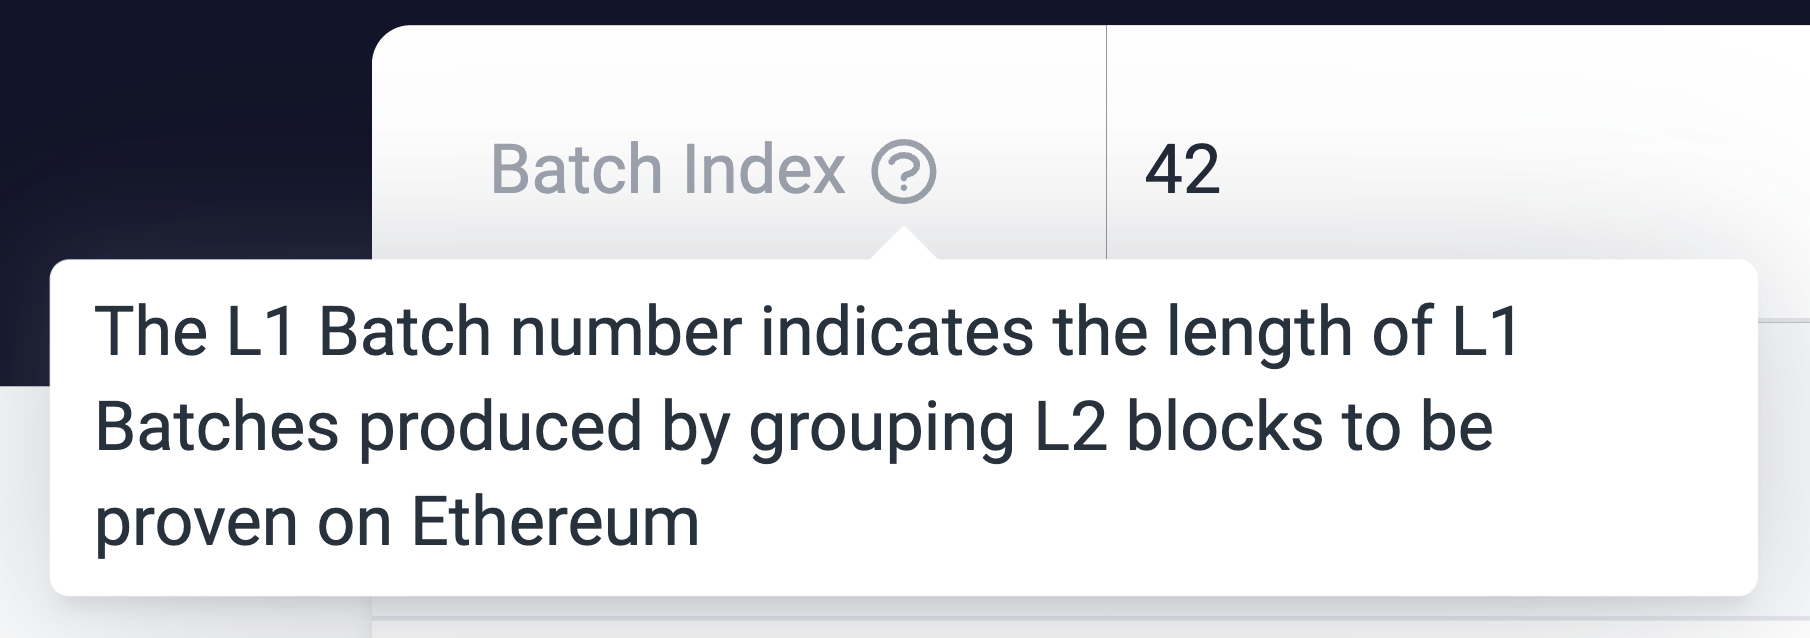 Batch Index 42
The L1 Batch number indicates the length of L1
Batches produced by grouping L2 blocks to be
proven on Ethereum